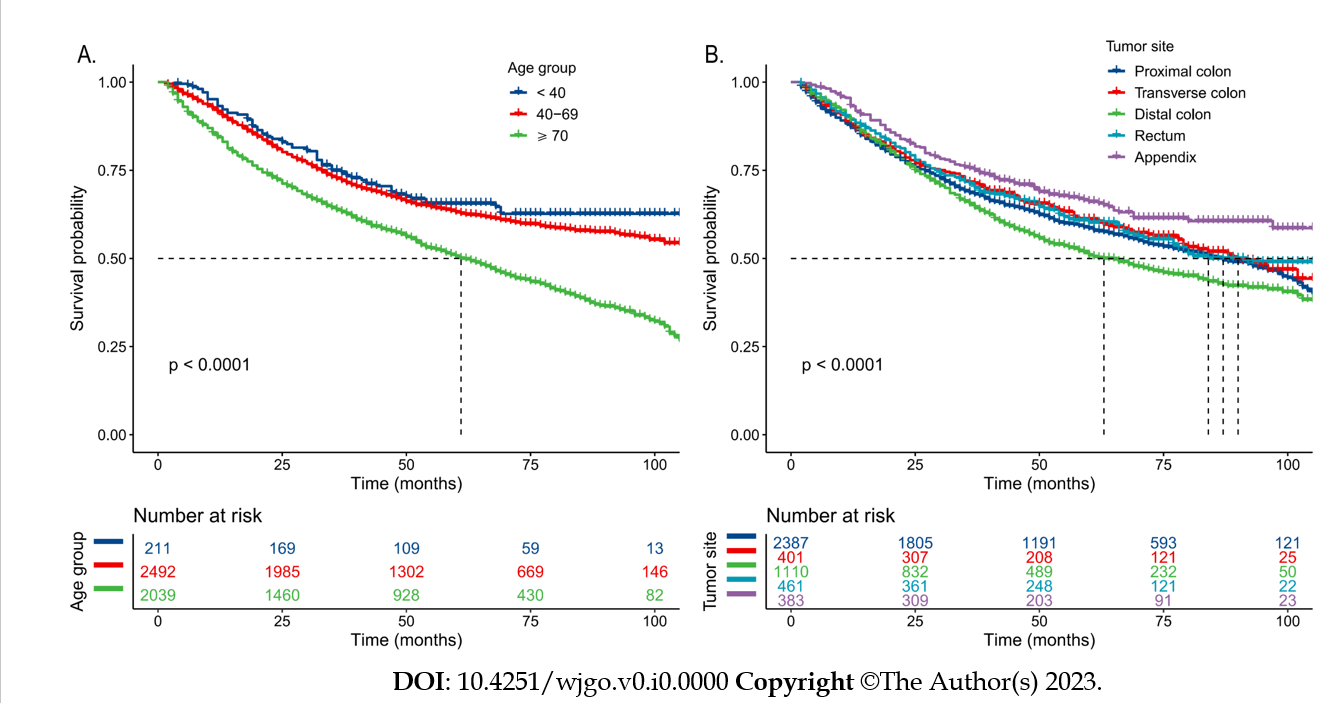 A.
Age group
< 40
40–69
⩾ 70
1.00
0.75
0.50
0.25
0.00
Survival probability
p < 0.0001
0 25 50 75 100
Time (months)
Number at risk
Age group
211 169 109 59 13
2492 1985 1302 669 146
2039 1460 928 430 82
0 25 50 75 100
Time (months)
B.
Tumor site
Proximal colon
Transverse colon
Distal colon
Rectum
Appendix
1.00
0.75
0.50
0.25
0.00
Survival probability
p < 0.0001
0 25 50 75 100
Time (months)
Number at risk
Tumor site
2387 1805 1191 593 121
401 307 208 121 25
1110 832 489 232 50
461 361 248 121 22
383 309 203 91 23
0 25 50 75 100
Time (months)
DOI: 10.4251/wjgo.v0.i0.0000 Copyright ©The Author(s) 2023.